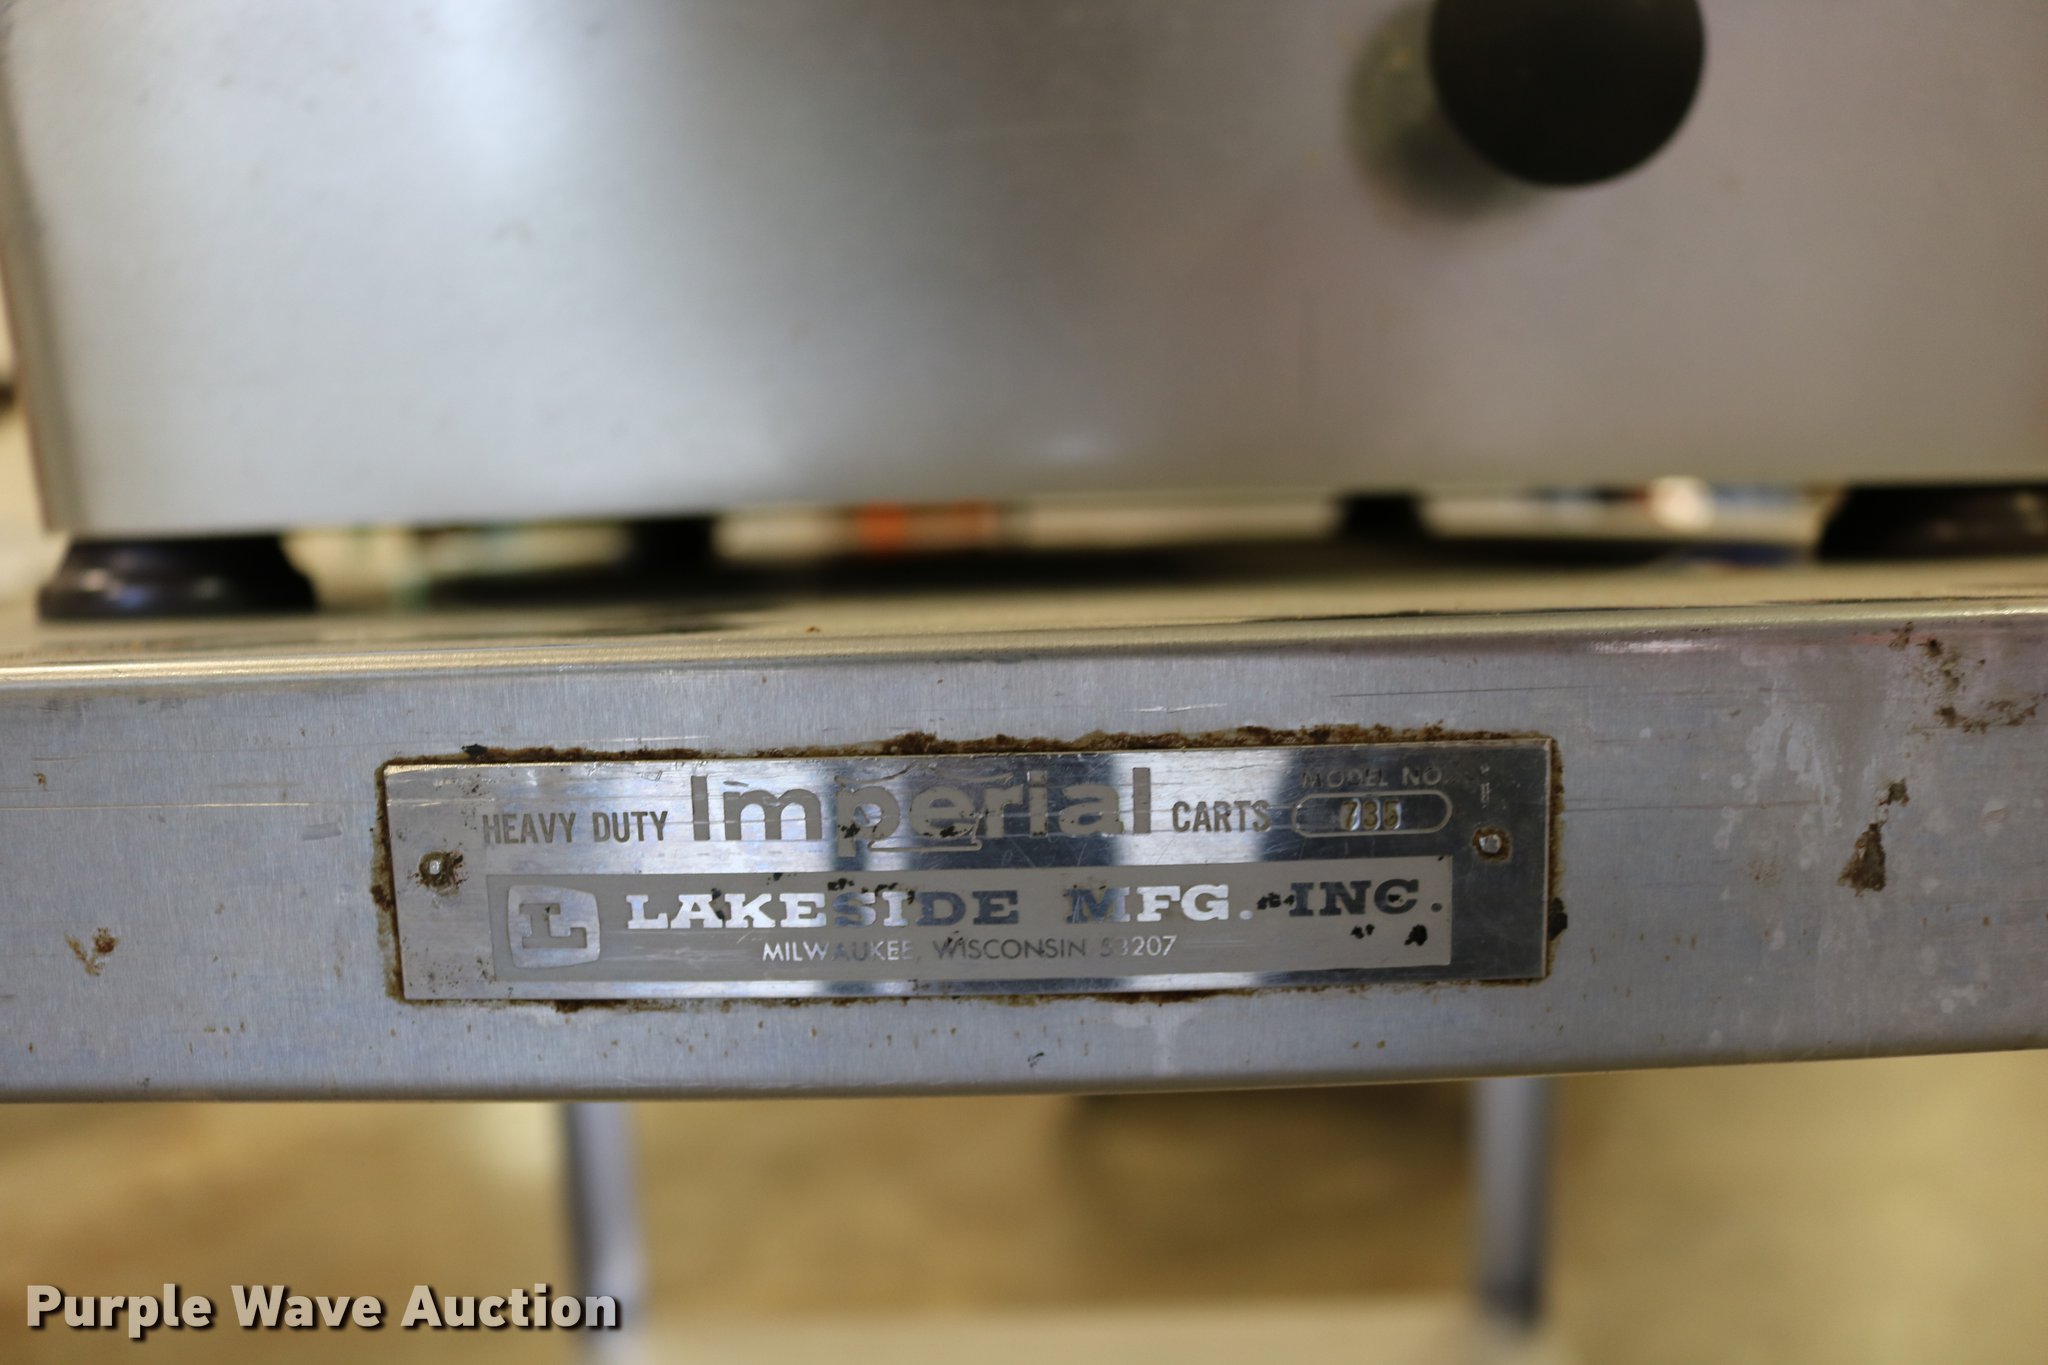 HEAVY DUTY Imperial CARTS
MODEL NO.
735
L LAKESIDE MFG. INC.
MILWAUKEE, WISCONSIN 53207
Purple Wave Auction